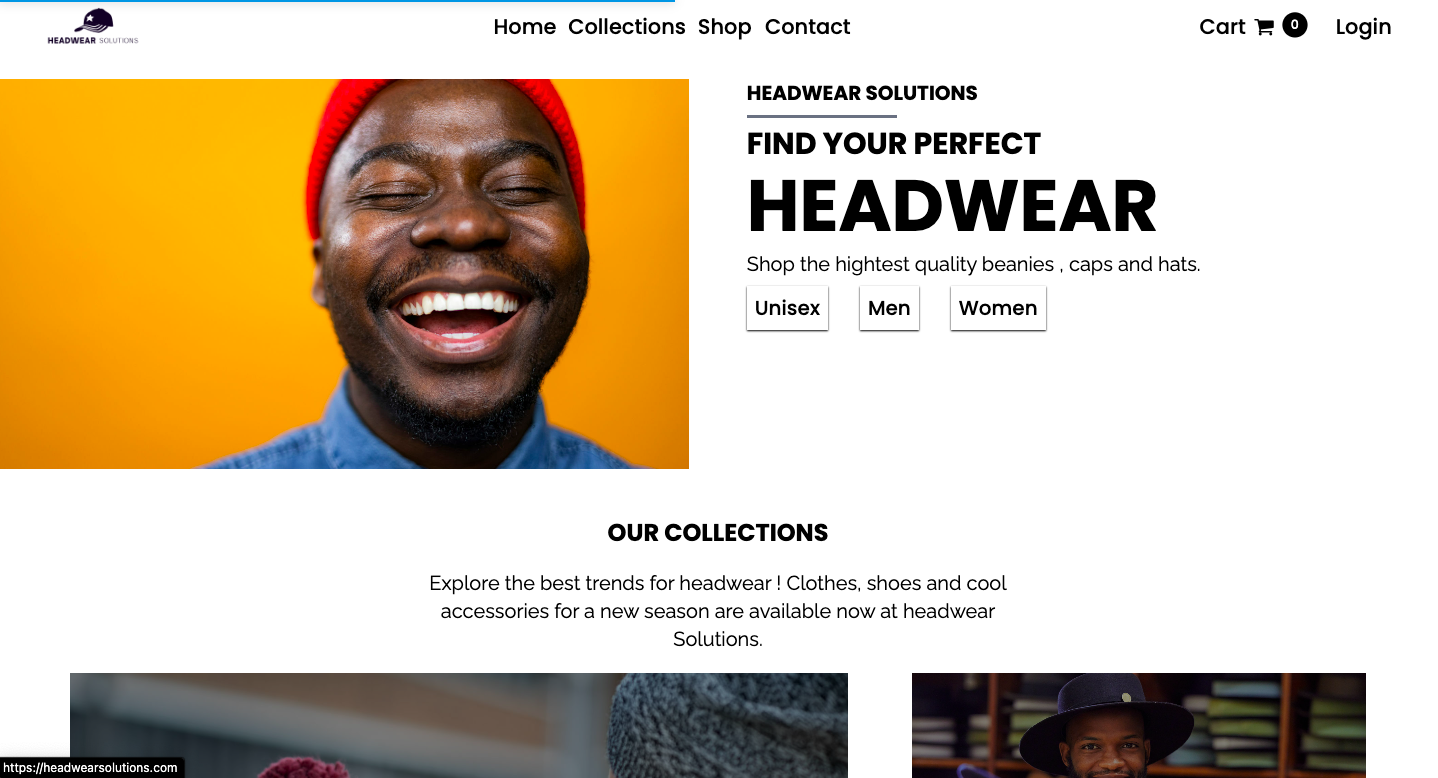 HEADWEAR SOLUTIONS
Home Collections Shop Contact
Cart 0 Login
HEADWEAR SOLUTIONS
FIND YOUR PERFECT
HEADWEAR
Shop the hightest quality beanies , caps and hats.
Unisex Men Women
OUR COLLECTIONS
Explore the best trends for headwear ! Clothes, shoes and cool
accessories for a new season are available now at headwear
Solutions.
https://headwearsolutions.com